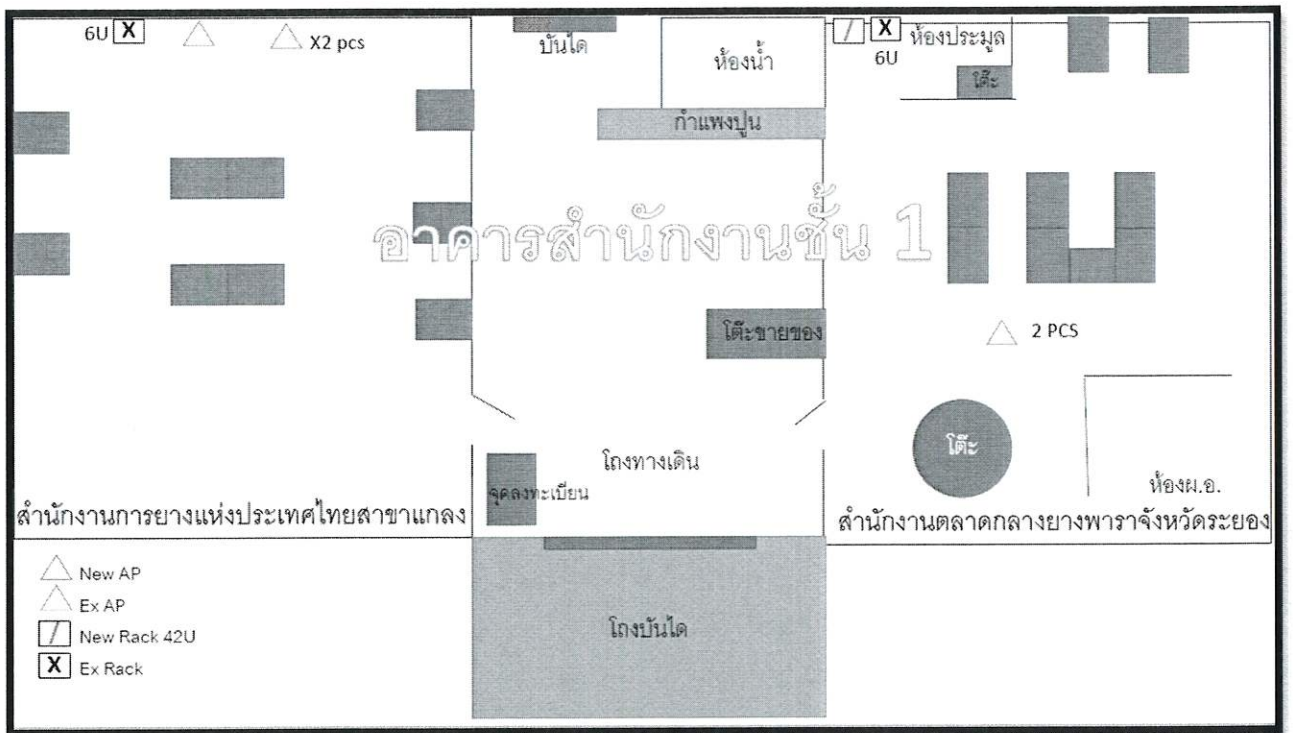 6U X
X2 pcs
บันได
ห้องน้ำ
/ X ห้องประมูล
6U
โต๊ะ
กำแพงปูน
อาคารสำนักงานชั้น 1
โต๊ะขายของ
2 PCS
โต๊ะ
โถงทางเดิน
จุดลงทะเบียน
ห้องผ.อ.
สำนักงานการยางแห่งประเทศไทยสาขาแกลง
สำนักงานตลาดกลางยางพาราจังหวัดระยอง
New AP
Ex AP
/ New Rack 42U
X Ex Rack
โถงบันได